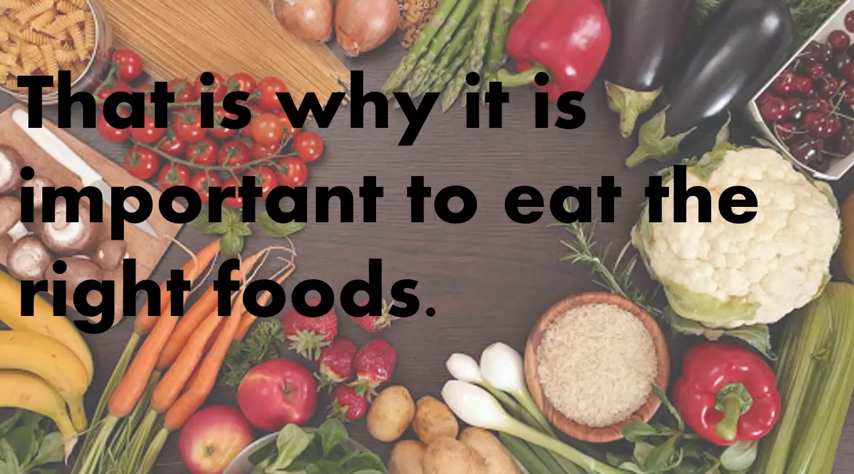 That is why it is
important to eat the
right foods.